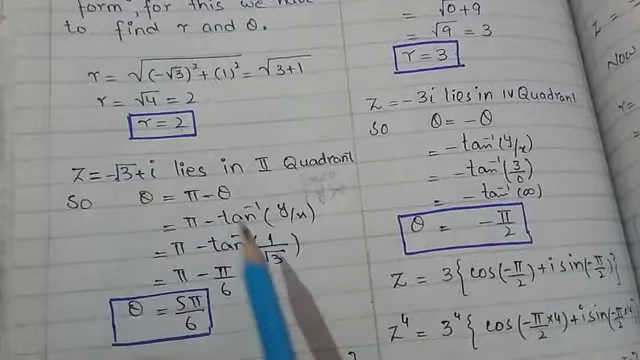 form, for this we
to find r and θ.
r = √(-√3)² + (1)² = √3+1
r = √4 = 2
r = 2
Z = -√3 + i lies in II Quadrant
So θ = π - θ
= π - tan⁻¹(y/x)
= π - tan⁻¹(1/√3)
= π - π/6
θ = 5π/6
= √0+9
= √9 = 3
r = 3
Z = -3i lies in IV Quadrant
So θ = -θ
= -tan⁻¹(y/x)
= -tan⁻¹(3/0)
= -tan⁻¹(∞)
θ = -π/2
Z = 3{cos(-π/2) + i sin(-π/2)}
Z⁴ = 3⁴{cos(-π/2×4) + i sin(-π/2×4
Z =
Now
r =